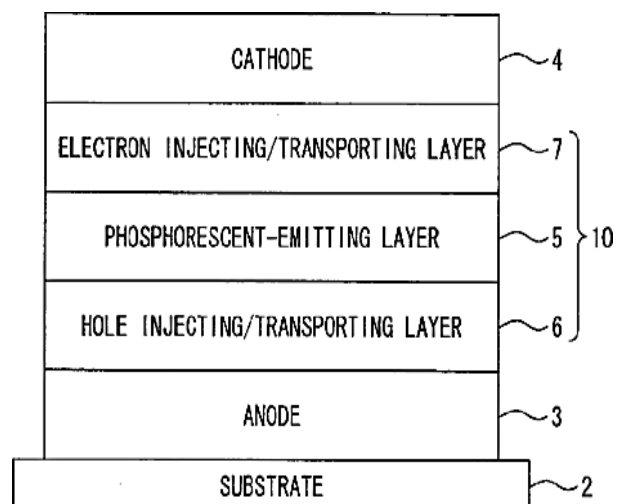 CATHODE 4
ELECTRON INJECTING/TRANSPORTING LAYER 7
PHOSPHORESCENT-EMITTING LAYER 5 10
HOLE INJECTING/TRANSPORTING LAYER 6
ANODE 3
SUBSTRATE 2